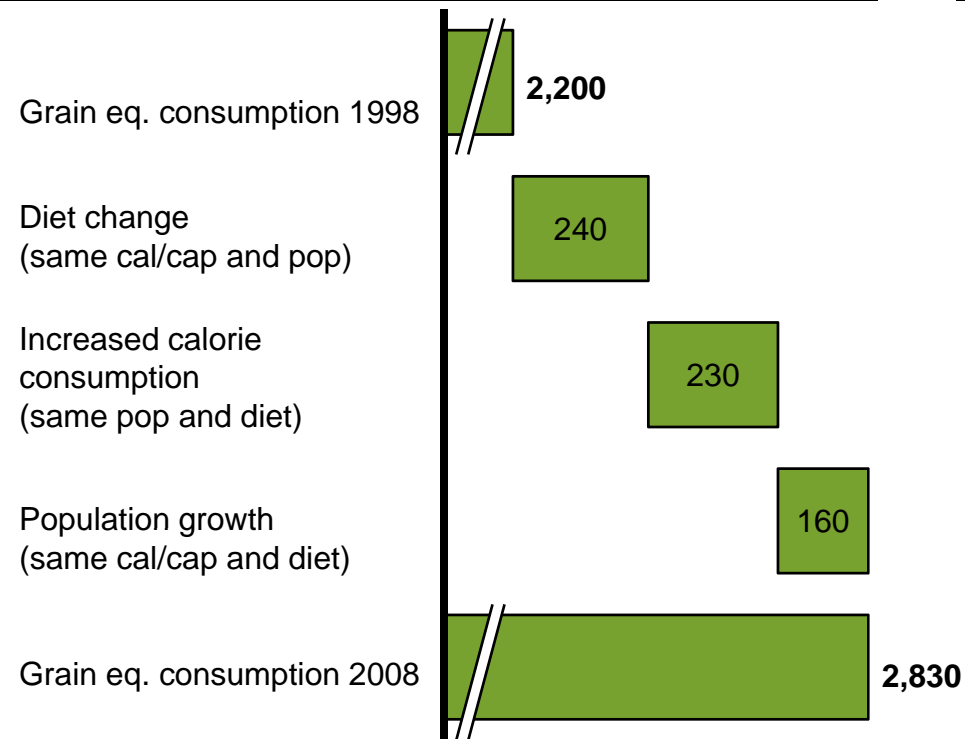 2,200
Grain eq. consumption 1998
Diet change
(same cal/cap and pop)
240
Increased calorie
consumption
(same pop and diet)
230
Population growth
(same cal/cap and diet)
160
Grain eq. consumption 2008
2,830